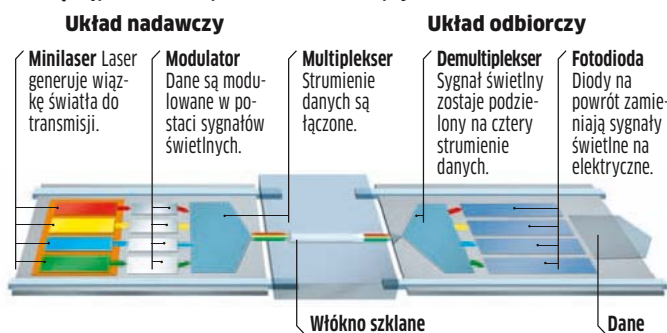 Układ nadawczy
Układ odbiorczy
Minilaser Laser
generuje wiąz-
kę światła do
transmisji.
Modulator
Dane są modu-
lowane w po-
staci sygnałów
świetlnych.
Multiplekser
Strumienie
danych są
łączone.
Demultiplekser
Sygnał świetlny
zostaje podzie-
lony na cztery
strumienie
danych.
Fotodioda
Diody na
powrót zamie-
niają sygnały
świetlne na
elektryczne.
Włókno szklane
Dane